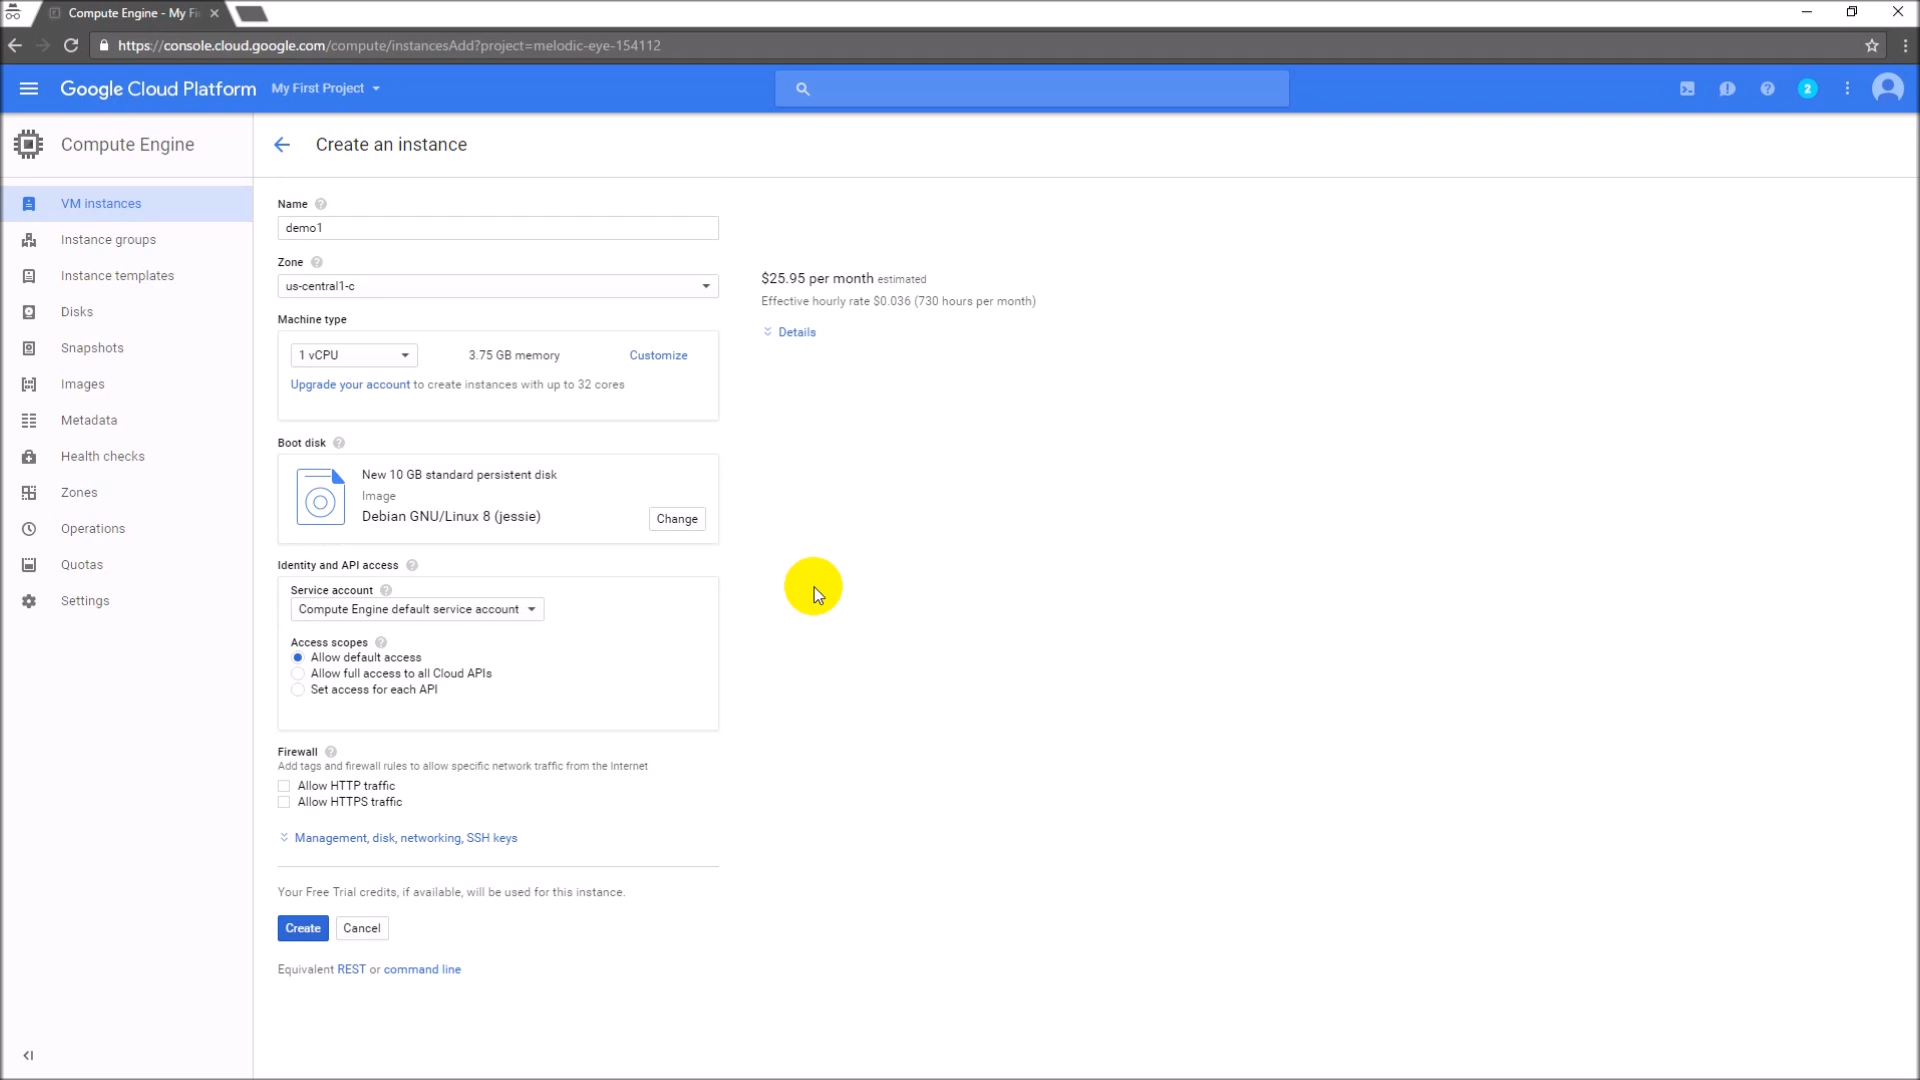 Compute Engine - My Fi
https://console.cloud.google.com/compute/instancesAdd?project=melodic-eye-154112
Google Cloud Platform
My First Project
2
Compute Engine
Create an instance
VM instances
Instance groups
Instance templates
Disks
Snapshots
Images
Metadata
Health checks
Zones
Operations
Quotas
Settings
Name
demo1
Zone
us-central1-c
$25.95 per month estimated
Effective hourly rate $0.036 (730 hours per month)
Details
Machine type
1 vCPU
3.75 GB memory
Customize
Upgrade your account to create instances with up to 32 cores
Boot disk
New 10 GB standard persistent disk
Image
Debian GNU/Linux 8 (jessie)
Change
Identity and API access
Service account
Compute Engine default service account
Access scopes
Allow default access
Allow full access to all Cloud APIs
Set access for each API
Firewall
Add tags and firewall rules to allow specific network traffic from the Internet
Allow HTTP traffic
Allow HTTPS traffic
Management, disk, networking, SSH keys
Your Free Trial credits, if available, will be used for this instance.
Create
Cancel
Equivalent REST or command line